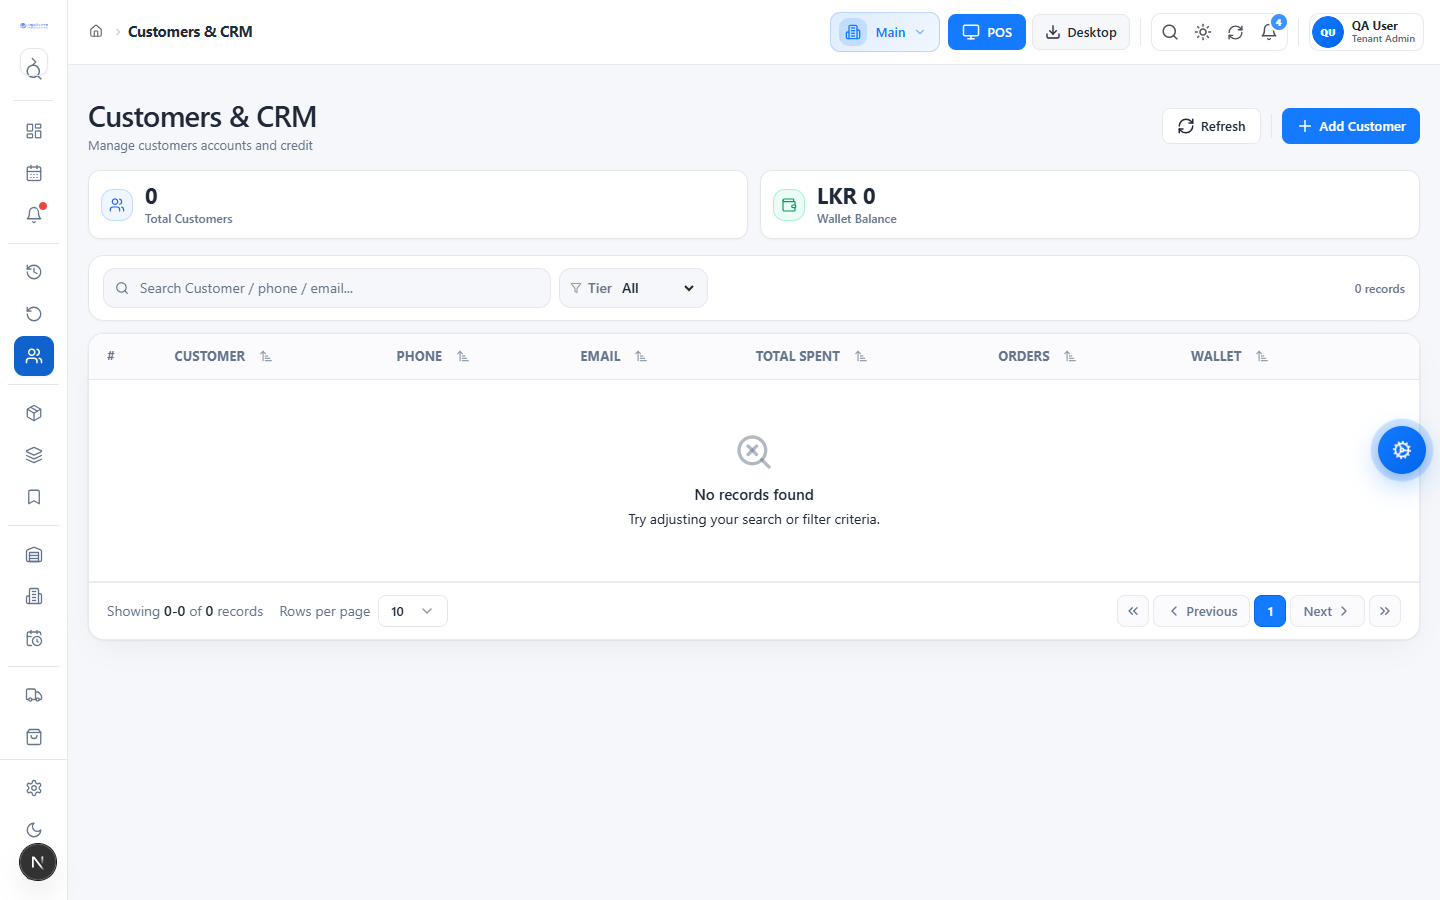 Customers & CRM
Main
POS
Desktop
4
QU
QA User
Tenant Admin
Customers & CRM
Manage customers accounts and credit
Refresh
Add Customer
0
Total Customers
LKR 0
Wallet Balance
Search Customer / phone / email...
Tier All
0 records
# CUSTOMER PHONE EMAIL TOTAL SPENT ORDERS WALLET
No records found
Try adjusting your search or filter criteria.
Showing 0-0 of 0 records Rows per page 10
Previous 1 Next
N